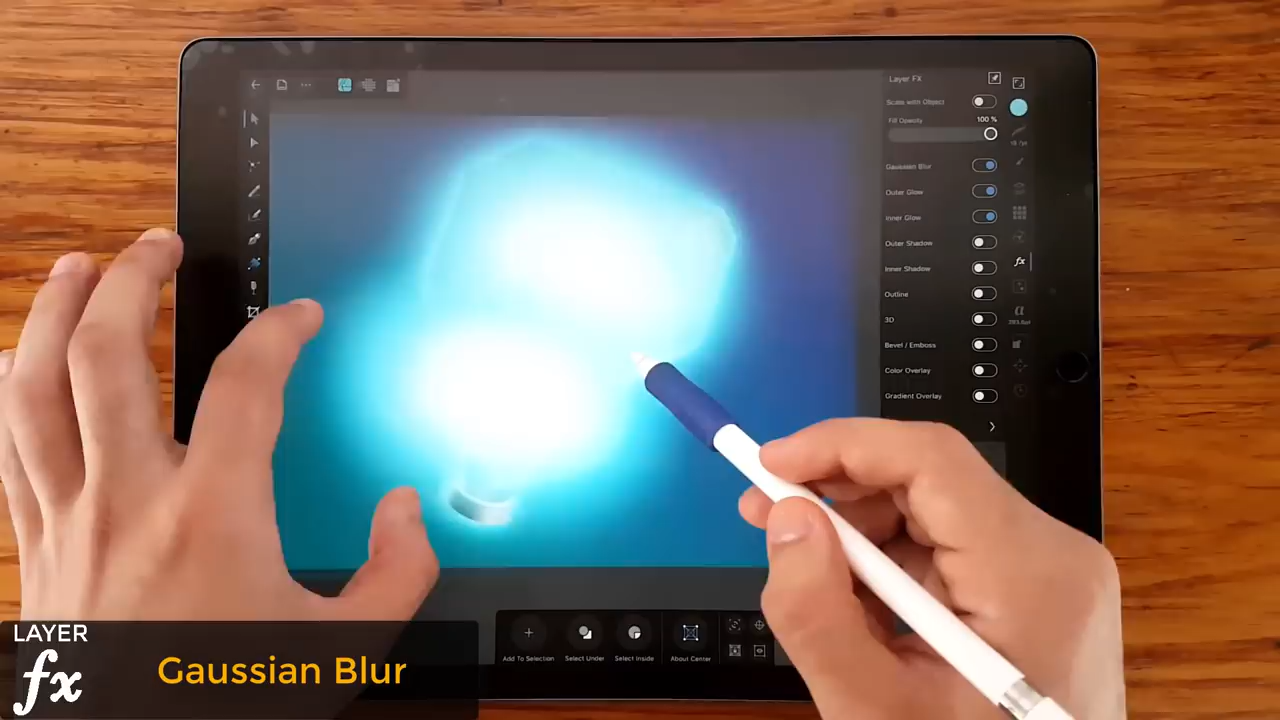 Layer FX
Scale with Object
Fill Opacity 100 %
Gaussian Blur
Outer Glow
Inner Glow
Outer Shadow
Inner Shadow
Outline
3D
Bevel / Emboss
Color Overlay
Gradient Overlay
fx
Add To Selection
Select Under
Select Inside
About Center
LAYER
fx
Gaussian Blur